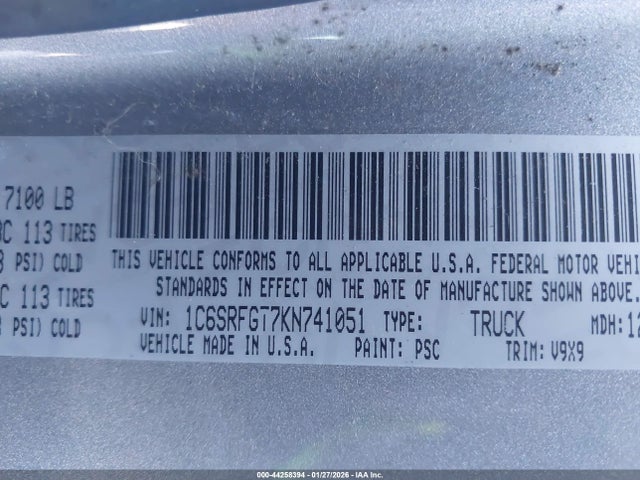 7100 LB
C 113 TIRES
PSI) COLD
C 113 TIRES
PSI) COLD
THIS VEHICLE CONFORMS TO ALL APPLICABLE U.S.A. FEDERAL MOTOR VEHI
STANDARDS IN EFFECT ON THE DATE OF MANUFACTURE SHOWN ABOVE.
VIN: 1C6SRFGT7KN741051 TYPE: TRUCK MDH: 12
VEHICLE MADE IN U.S.A. PAINT: PSC TRIM: V9X9
© 44258394 | 01/27/2026 | IAA Inc